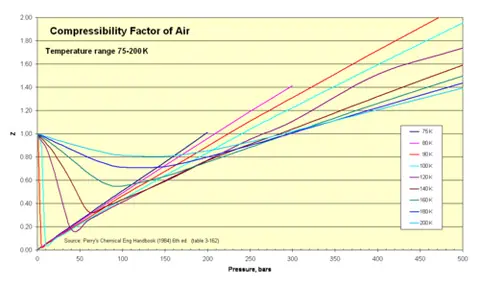 Compressibility Factor of Air
Temperature range 75-200 K
2.00
1.80
1.60
1.40
1.20
1.00
0.80
0.60
0.40
0.20
0.00
Z
75 K
80 K
90 K
100 K
120 K
140 K
160 K
180 K
200 K
Source: Perry's Chemical Eng Handbook (1984) 6th ed (table 3-162)
0
50
100
150
200
250
300
350
400
450
500
Pressure, bars